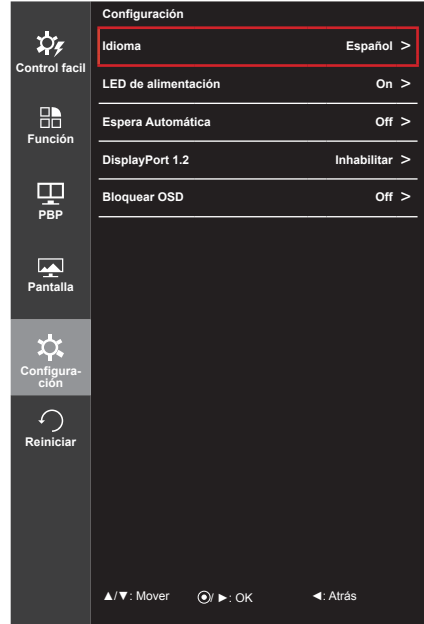 Configuración
Control facil
Idioma Español >
LED de alimentación On >
Espera Automática Off >
DisplayPort 1.2 Inhabilitar >
Bloquear OSD Off >
Función
PBP
Pantalla
Configura-
ción
Reiniciar
▲/▼: Mover ◉/ ►: OK ◄: Atrás